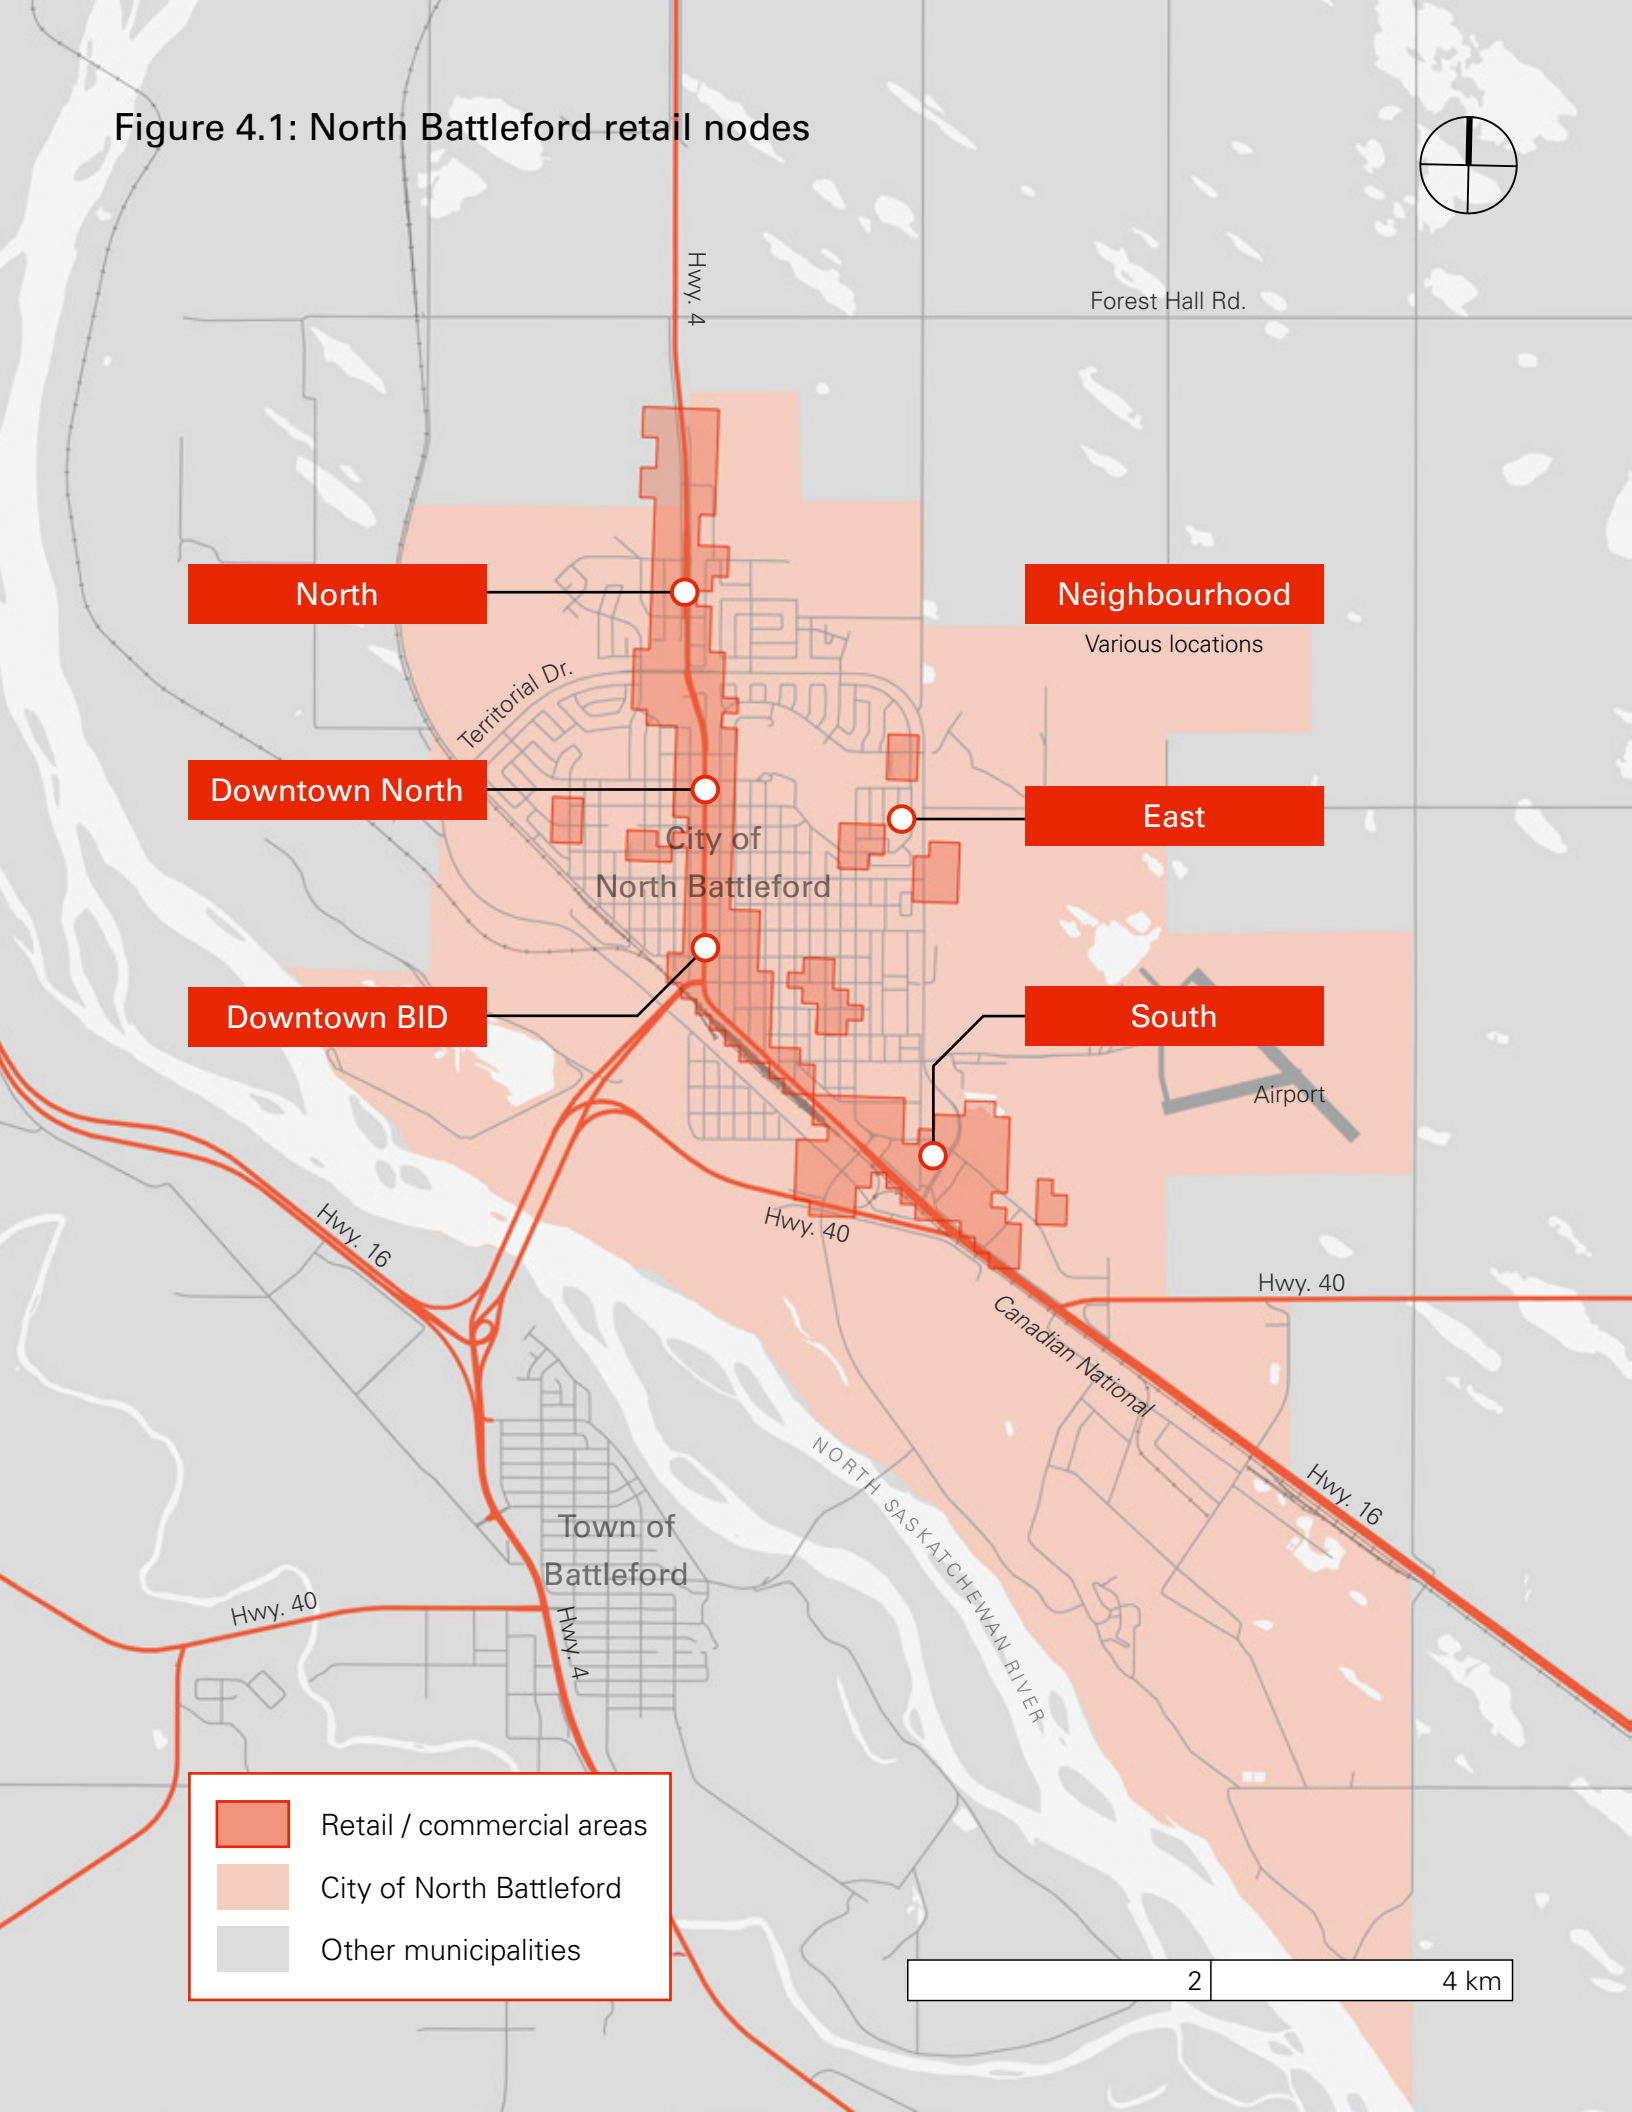 Figure 4.1: North Battleford retail nodes
Hwy. 4
Forest Hall Rd.
North
Neighbourhood
Various locations
Territorial Dr.
Downtown North
East
City of
North Battleford
Downtown BID
South
Airport
Hwy. 16
Hwy. 40
Hwy. 40
Canadian National
NORTH SASKATCHEWAN RIVER
Hwy. 16
Town of
Battleford
Hwy. 40
Hwy. 4
Retail / commercial areas
City of North Battleford
Other municipalities
2
4 km